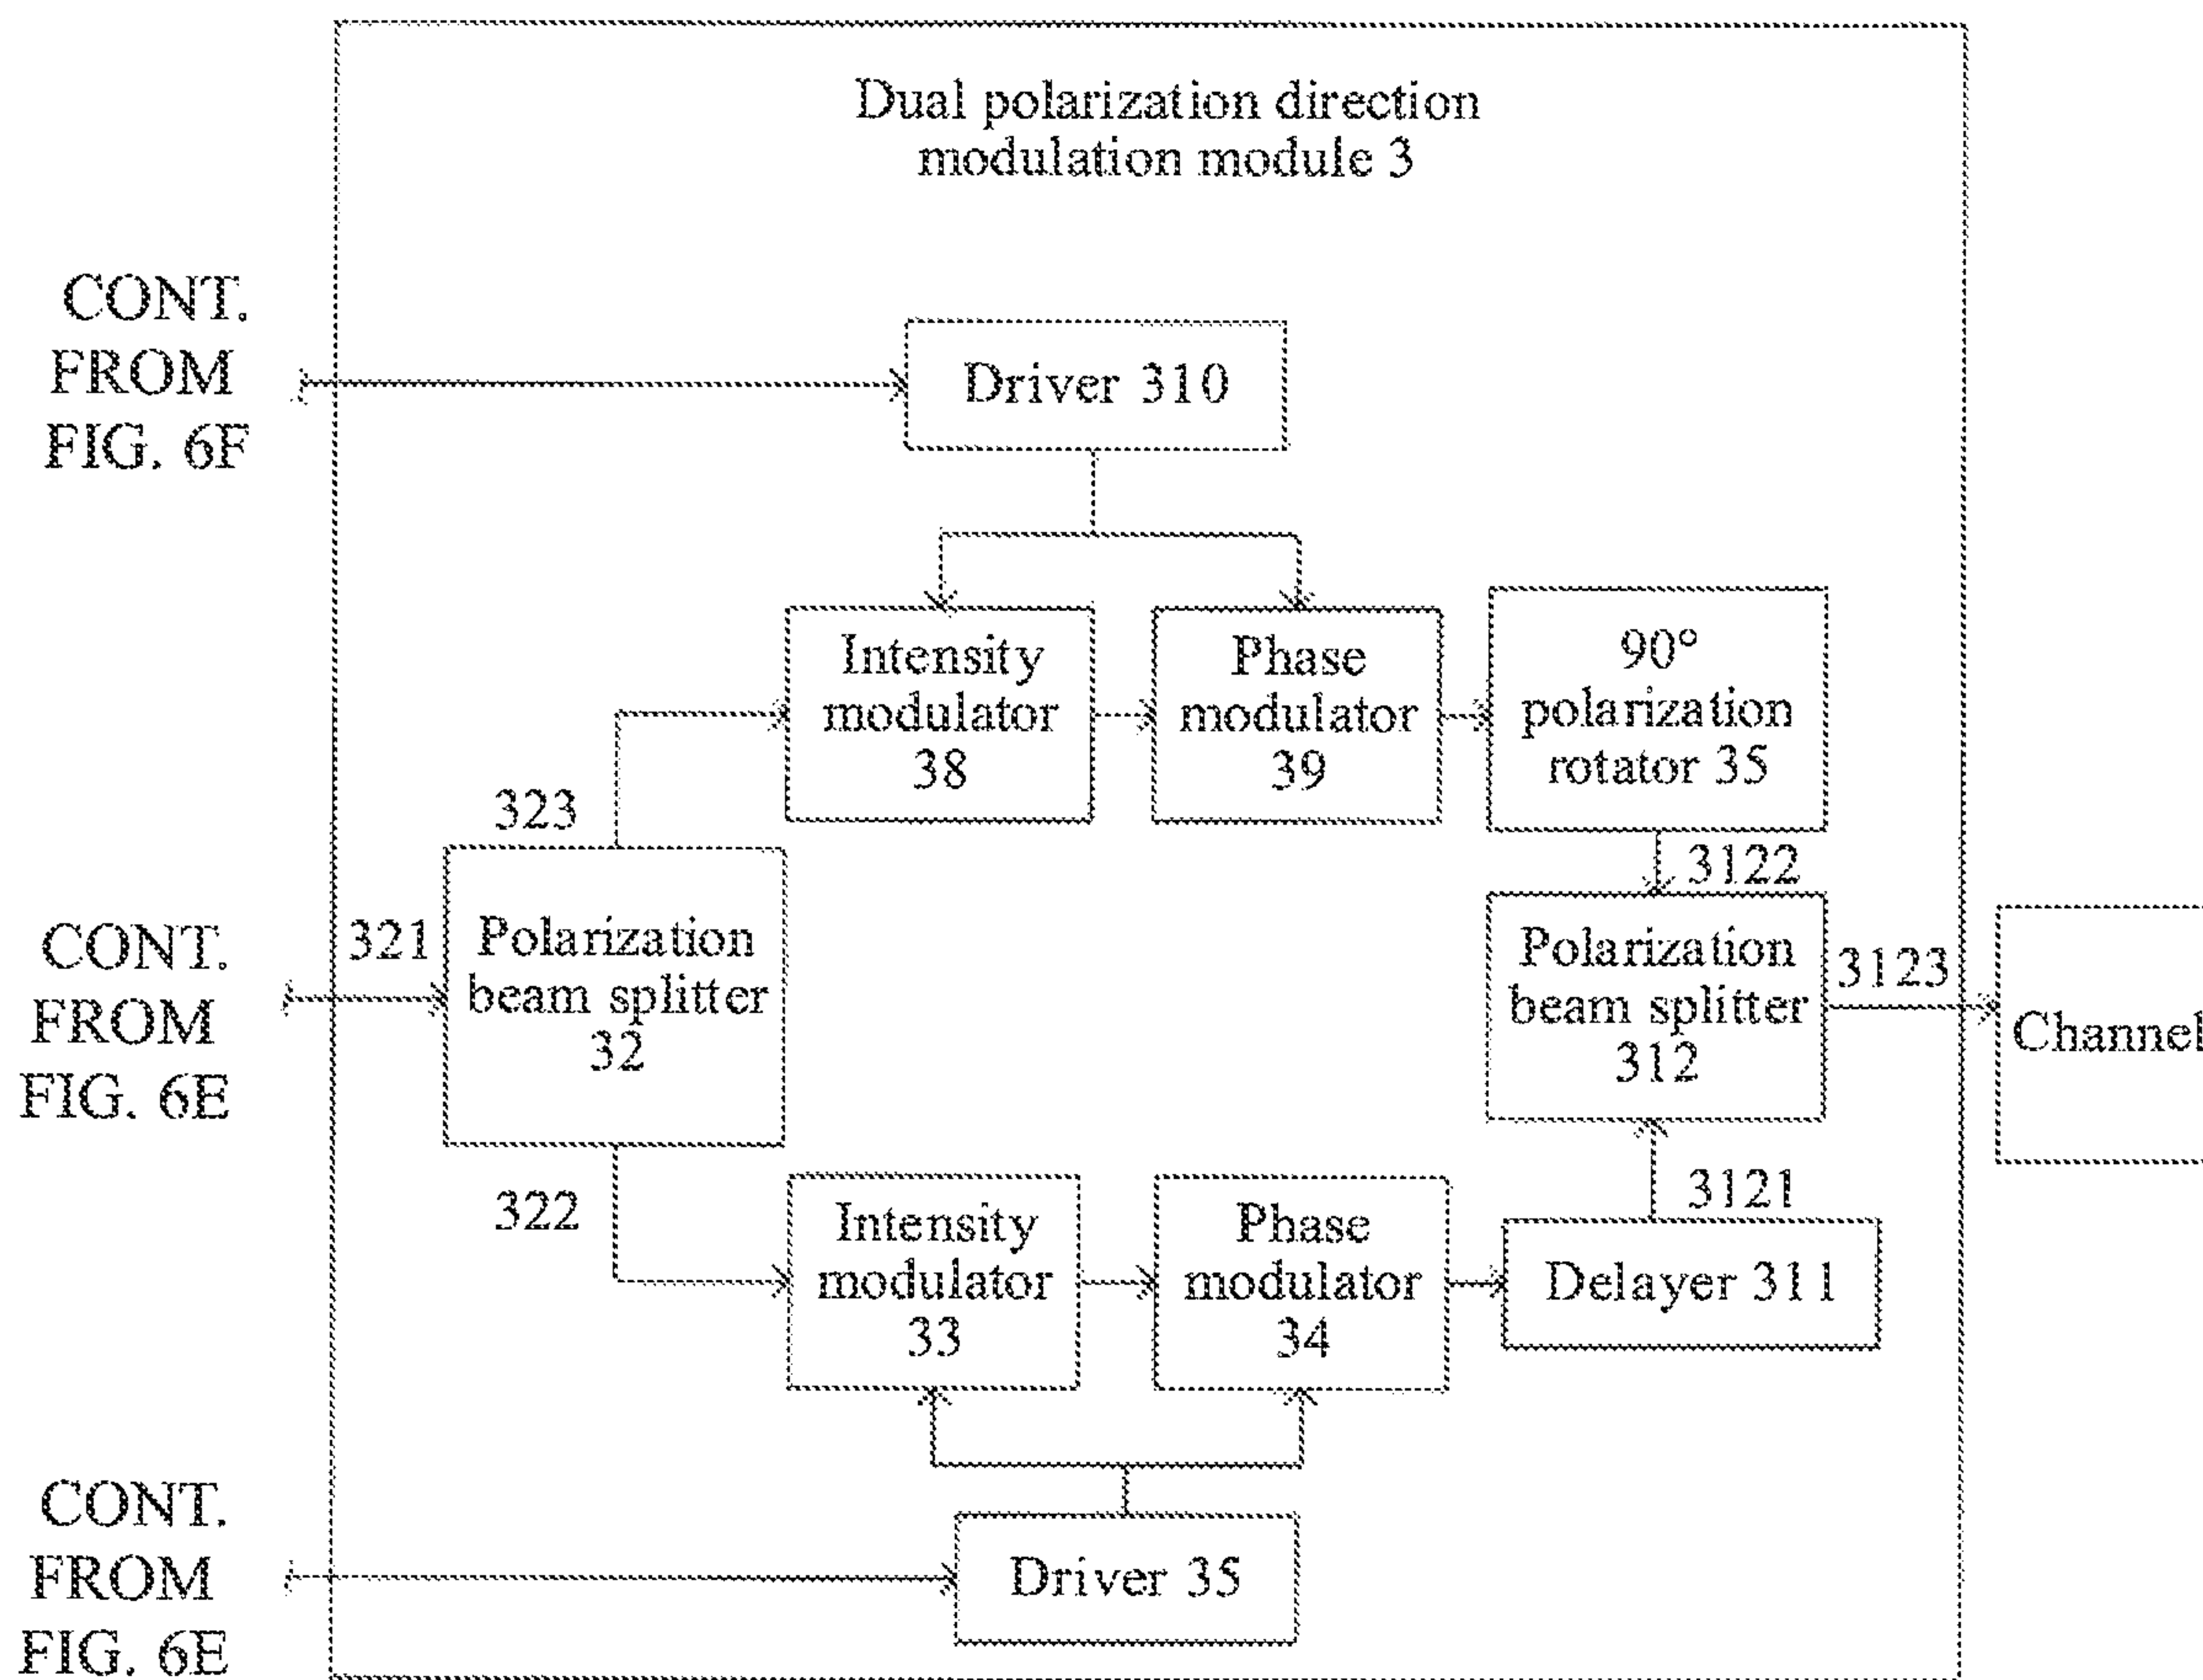 Dual polarization direction
modulation module 3
CONT.
FROM
FIG. 6F
Driver 310
Intensity
modulator
38
Phase
modulator
39
90°
polarization
rotator 35
323
3122
CONT.
FROM
FIG. 6E
321
Polarization
beam splitter
32
Polarization
beam splitter
312
3123
Channel
322
3121
Intensity
modulator
33
Phase
modulator
34
Delayer 311
CONT.
FROM
FIG. 6E
Driver 35